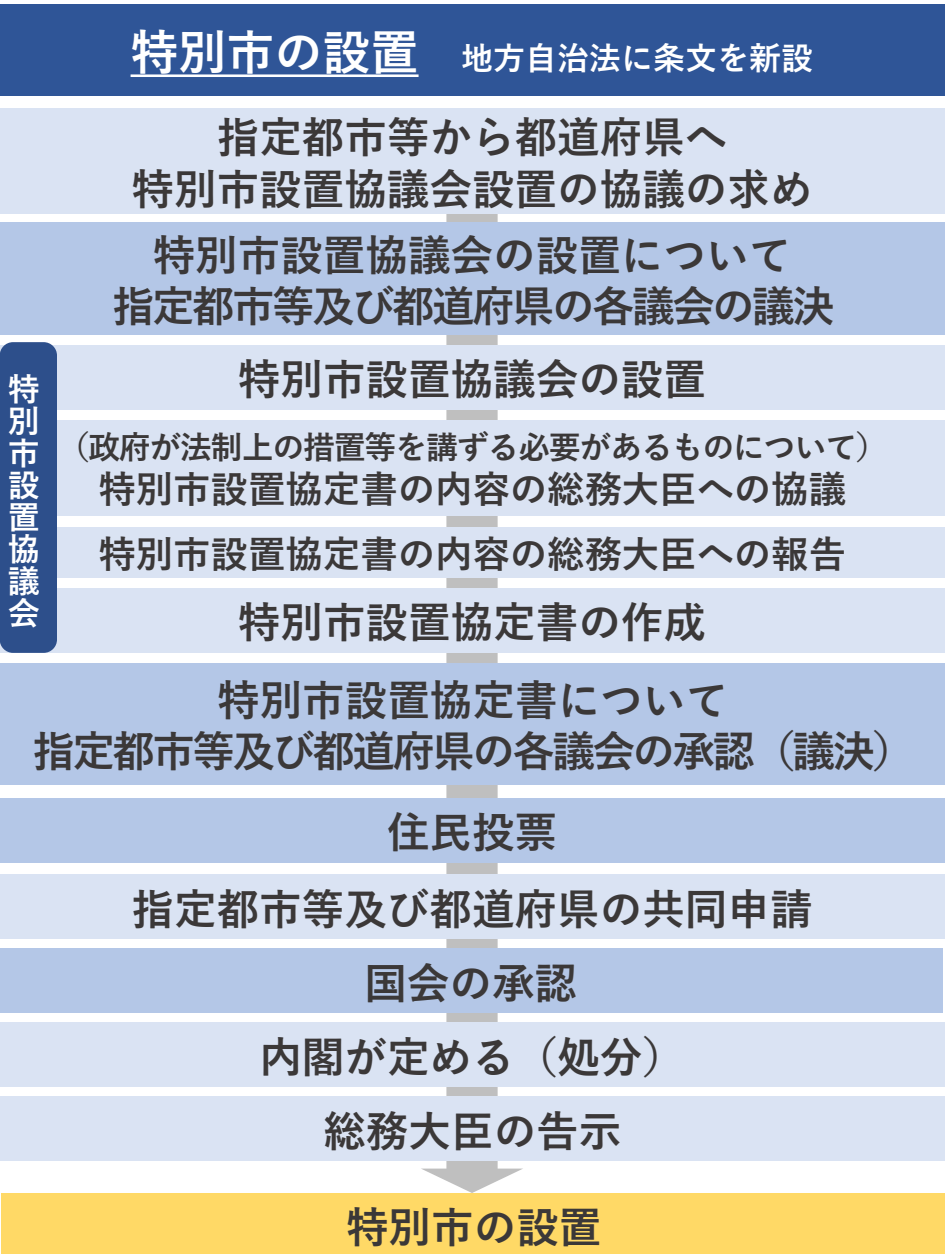 特別市の設置 地方自治法に条文を新設
指定都市等から都道府県へ
特別市設置協議会設置の協議の求め
特別市設置協議会の設置について
指定都市等及び都道府県の各議会の議決
特別市設置協議会
特別市設置協議会の設置
（政府が法制上の措置等を講ずる必要があるものについて）
特別市設置協定書の内容の総務大臣への協議
特別市設置協定書の内容の総務大臣への報告
特別市設置協定書の作成
特別市設置協定書について
指定都市等及び都道府県の各議会の承認（議決）
住民投票
指定都市等及び都道府県の共同申請
国会の承認
内閣が定める（処分）
総務大臣の告示
特別市の設置